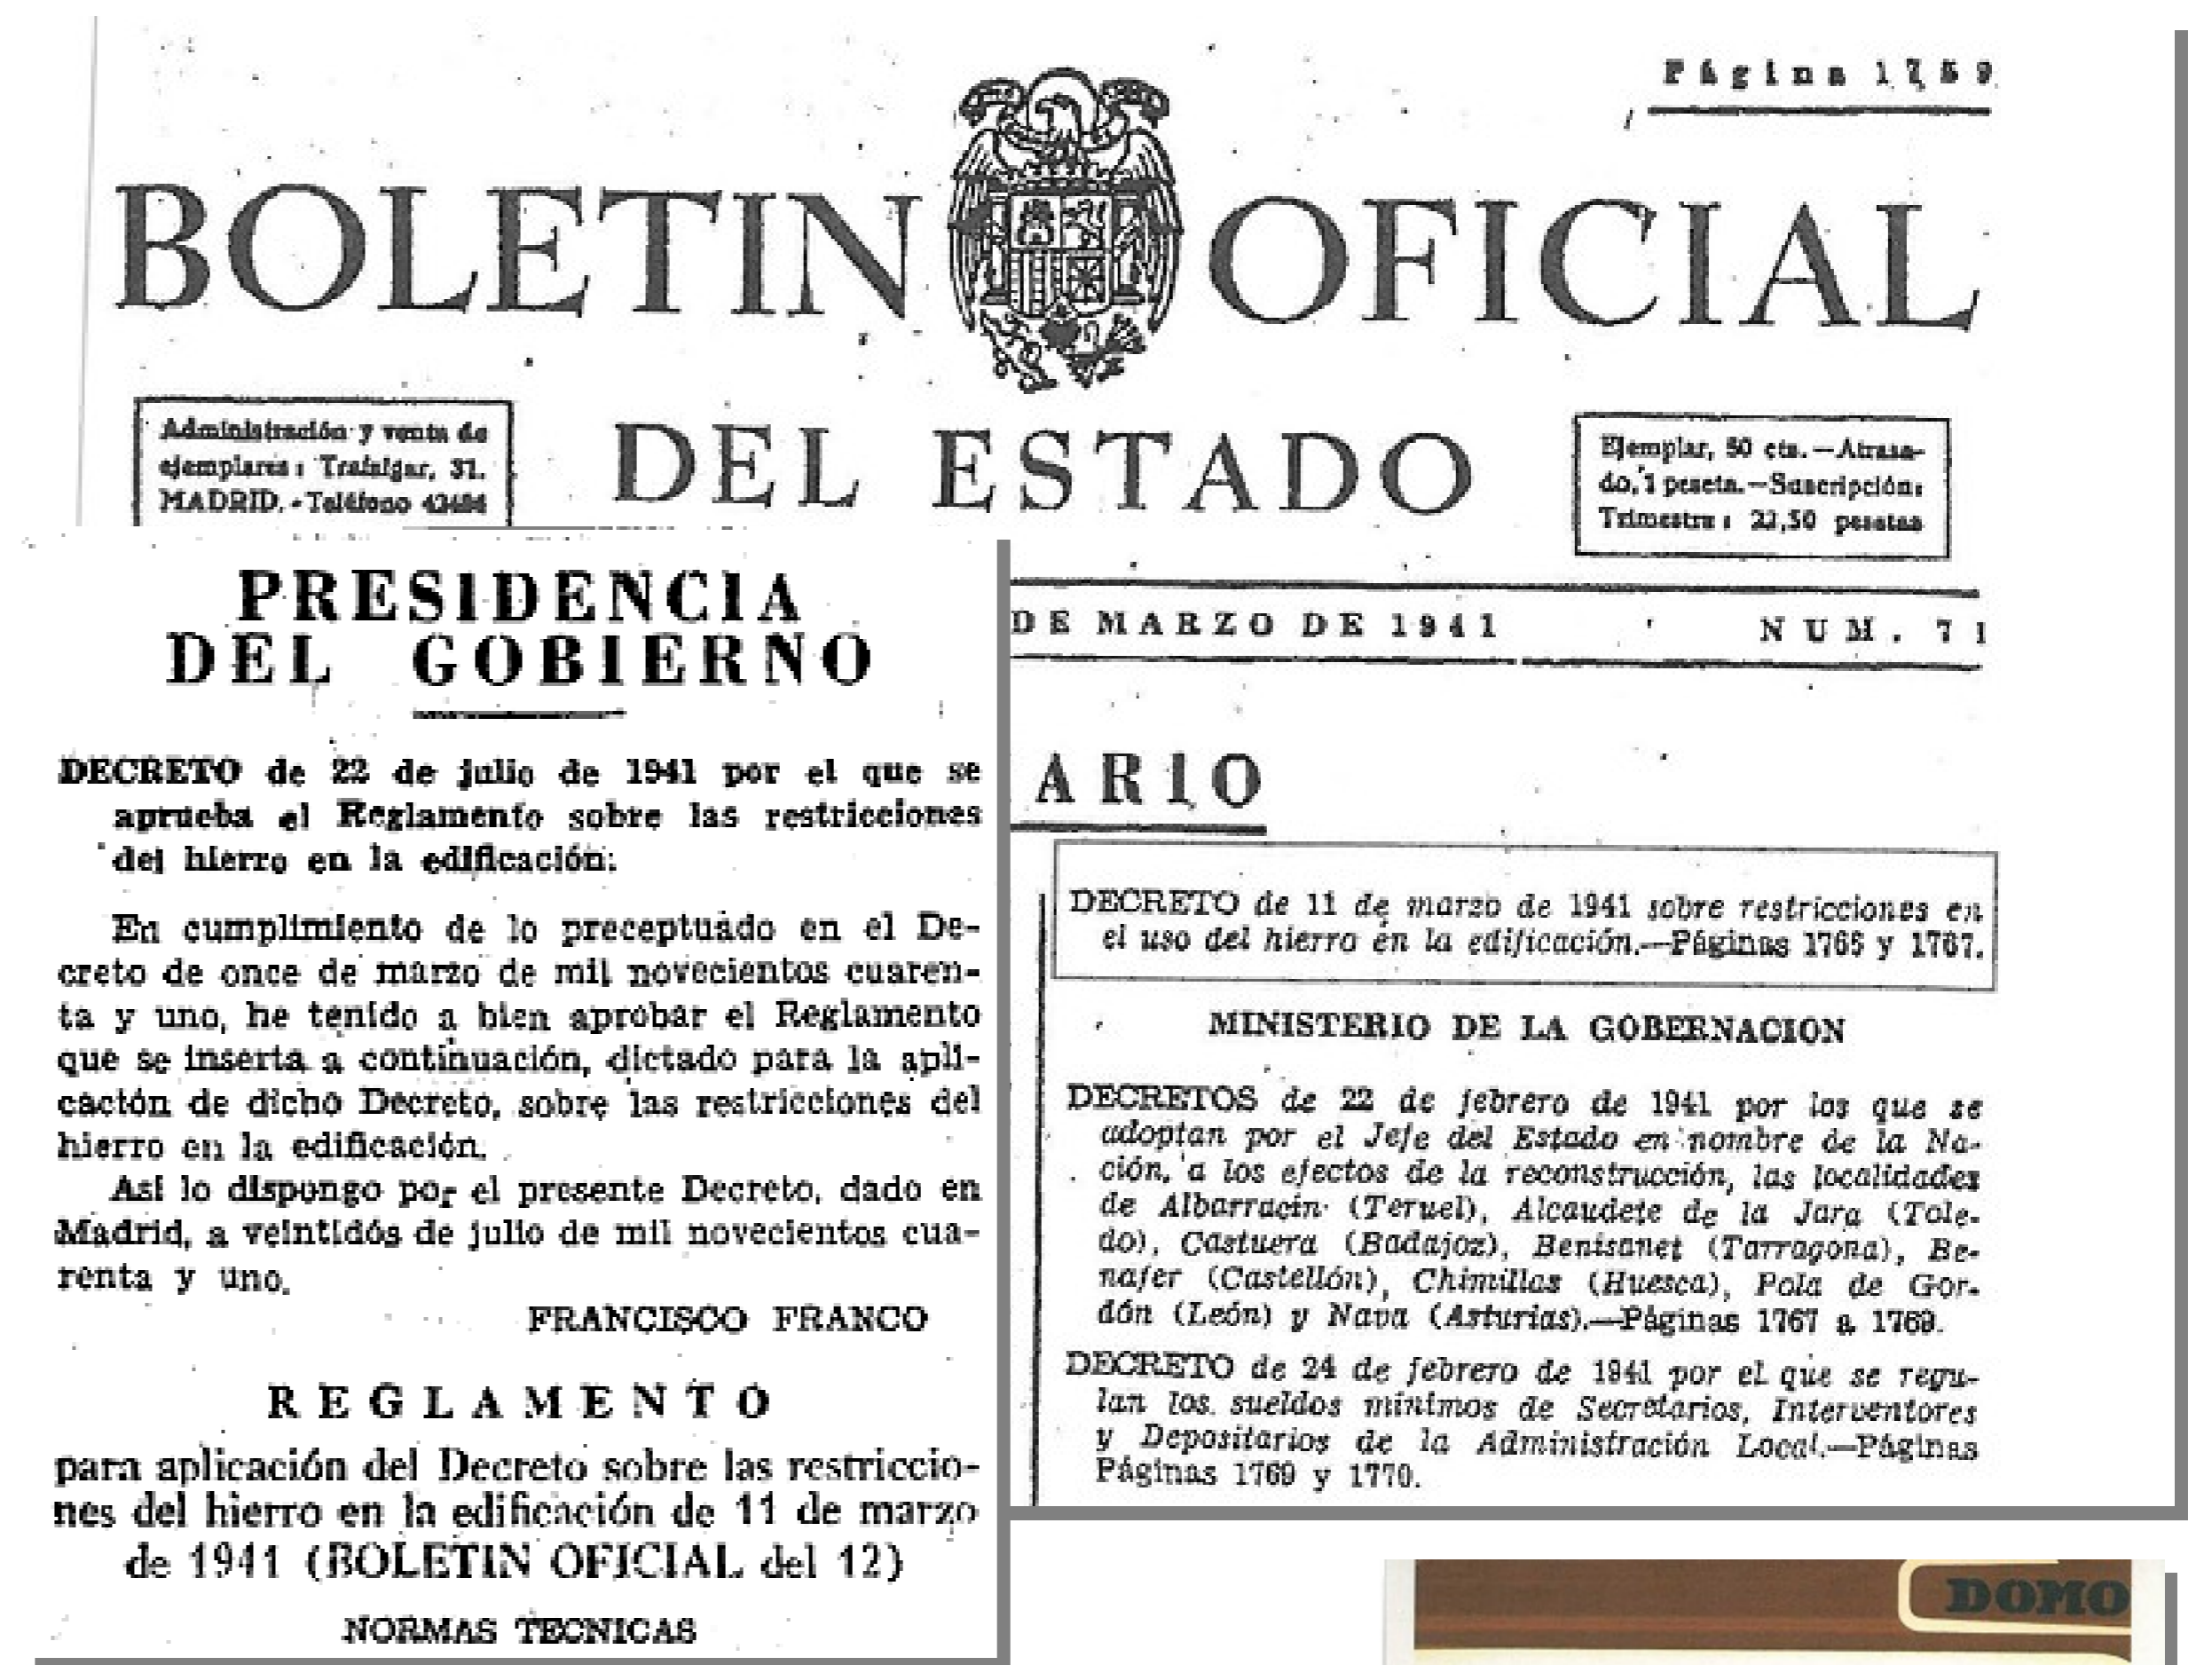 Página 1759
BOLETIN OFICIAL
DEL ESTADO
Administración y venta de
ejemplares: Trafalgar, 31.
MADRID. - Teléfono
Ejemplar, 50 cts.—Atrasa-
do, 1 peseta.—Suscripción:
Trimestre: 22,50 pesetas
DE MARZO DE 1941 NUM. 71
ARIO
DECRETO de 11 de marzo de 1941 sobre restricciones en
el uso del hierro en la edificación.—Páginas 1766 y 1767.
MINISTERIO DE LA GOBERNACION
DECRETOS de 22 de febrero de 1941 por los que se
adoptan por el Jefe del Estado en nombre de la Na-
ción, a los efectos de la reconstrucción, las localidades
de Albarracín (Teruel), Alcaudete de la Jara (Tole-
do), Castuera (Badajoz), Benisanet (Tarragona), Be-
nafer (Castellón), Chimillas (Huesca), Pola de Gor-
dón (León) y Nava (Asturias).—Páginas 1767 a 1769.
DECRETO de 24 de febrero de 1941 por el que se regu-
lan los sueldos mínimos de Secretarios, Interventores
y Depositarios de la Administración Local.—Páginas
Páginas 1769 y 1770.
PRESIDENCIA
DEL GOBIERNO
DECRETO de 22 de julio de 1941 por el que se
aprueba el Reglamento sobre las restricciones
del hierro en la edificación.
En cumplimiento de lo preceptuado en el De-
creto de once de marzo de mil novecientos cuaren-
ta y uno, he tenido a bien aprobar el Reglamento
que se inserta a continuación, dictado para la apli-
cación de dicho Decreto, sobre las restricciones del
hierro en la edificación.
Así lo dispongo por el presente Decreto, dado en
Madrid, a veintidós de julio de mil novecientos cua-
renta y uno.
FRANCISCO FRANCO
REGLAMENTO
para aplicación del Decreto sobre las restriccio-
nes del hierro en la edificación de 11 de marzo
de 1941 (BOLETIN OFICIAL del 12)
NORMAS TECNICAS
DOMO